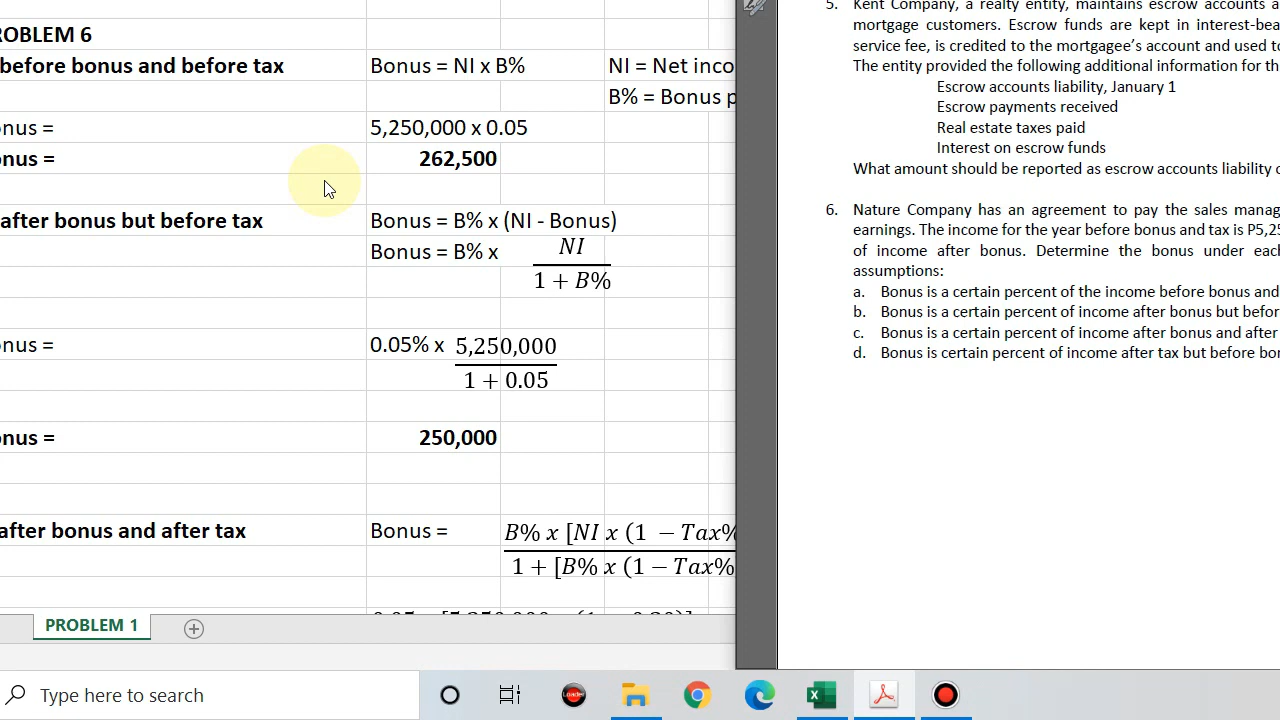 ROBLEM 6
before bonus and before tax Bonus = NI x B% NI = Net inco
B% = Bonus p
onus = 5,250,000 x 0.05
onus = 262,500
after bonus but before tax Bonus = B% x (NI - Bonus)
Bonus = B% x NI
1 + B%
onus = 0.05% x 5,250,000
1 + 0.05
onus = 250,000
after bonus and after tax Bonus = B% x [NI x (1 − Tax%
1 + [B% x (1 − Tax%
PROBLEM 1
5. Kent Company, a realty entity, maintains escrow accounts a
mortgage customers. Escrow funds are kept in interest-bea
service fee, is credited to the mortgagee's account and used to
The entity provided the following additional information for th
Escrow accounts liability, January 1
Escrow payments received
Real estate taxes paid
Interest on escrow funds
What amount should be reported as escrow accounts liability o
6. Nature Company has an agreement to pay the sales manag
earnings. The income for the year before bonus and tax is P5,25
of income after bonus. Determine the bonus under eac
assumptions:
a. Bonus is a certain percent of the income before bonus and
b. Bonus is a certain percent of income after bonus but befor
c. Bonus is a certain percent of income after bonus and after
d. Bonus is certain percent of income after tax but before bon
Type here to search
Loader